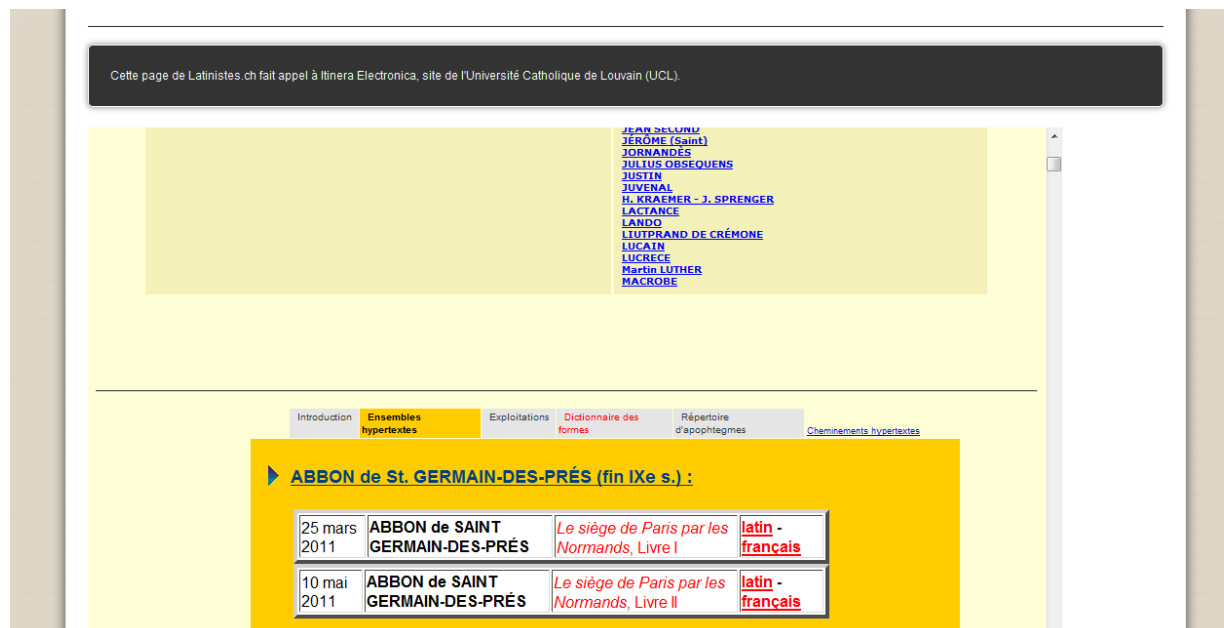 Cette page de Latinistes.ch fait appel à Itinera Electronica, site de l'Université Catholique de Louvain (UCL).
JEAN SECOND
JÉRÔME (Saint)
JORNANDÈS
JULIUS OBSEQUENS
JUSTIN
JUVENAL
H. KRAEMER - J. SPRENGER
LACTANCE
LANDO
LIUTPRAND DE CRÉMONE
LUCAIN
LUCRECE
Martin LUTHER
MACROBE
Introduction
Ensembles
hypertextes
Exploitations
Dictionnaire des
formes
Répertoire
d'apophtegmes
Cheminements hypertextes
ABBON de St. GERMAIN-DES-PRÉS (fin IXe s.) :
25 mars
2011
ABBON de SAINT
GERMAIN-DES-PRÉS
Le siège de Paris par les
Normands, Livre I
latin -
français
10 mai
2011
ABBON de SAINT
GERMAIN-DES-PRÉS
Le siège de Paris par les
Normands, Livre II
latin -
français